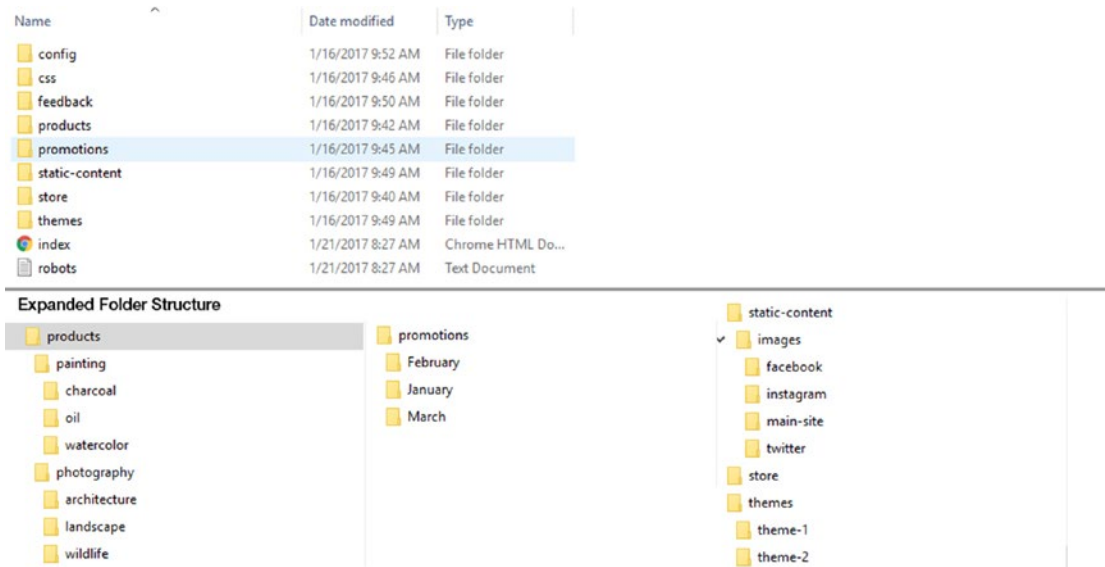 Name Date modified Type
config 1/16/2017 9:52 AM File folder
css 1/16/2017 9:46 AM File folder
feedback 1/16/2017 9:50 AM File folder
products 1/16/2017 9:42 AM File folder
promotions 1/16/2017 9:45 AM File folder
static-content 1/16/2017 9:49 AM File folder
store 1/16/2017 9:40 AM File folder
themes 1/16/2017 9:49 AM File folder
index 1/21/2017 8:27 AM Chrome HTML Do...
robots 1/21/2017 8:27 AM Text Document
Expanded Folder Structure
products
painting
charcoal
oil
watercolor
photography
architecture
landscape
wildlife
promotions
February
January
March
static-content
images
facebook
instagram
main-site
twitter
store
themes
theme-1
theme-2